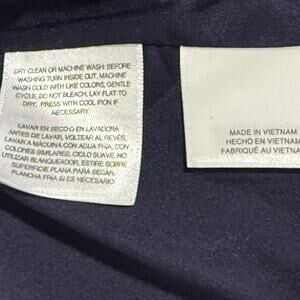 DRY CLEAN OR MACHINE WASH: BEFORE
WASHING TURN INSIDE OUT, MACHINE
WASH COLD WITH LIKE COLORS, GENTLE
CYCLE, DO NOT BLEACH, LAY FLAT TO
DRY, PRESS WITH COOL IRON IF
NECESSARY
LAVAR EN SECO O EN LAVADORA
ANTES DE LAVAR, VOLTEAR AL REVÉS,
LAVAR A MÁQUINA CON AGUA FRIA, CON
COLORES SIMILARES, CICLO SUAVE, NO
UTILIZAR BLANQUEADOR, ESTIRE SOBRE
SUPERFICIE PLANA PARA SECAR,
PLANCHA FRIA SI ES NECESARIO
MADE IN VIETNAM
HECHO EN VIETNAM
FABRIQUÉ AU VIETNA